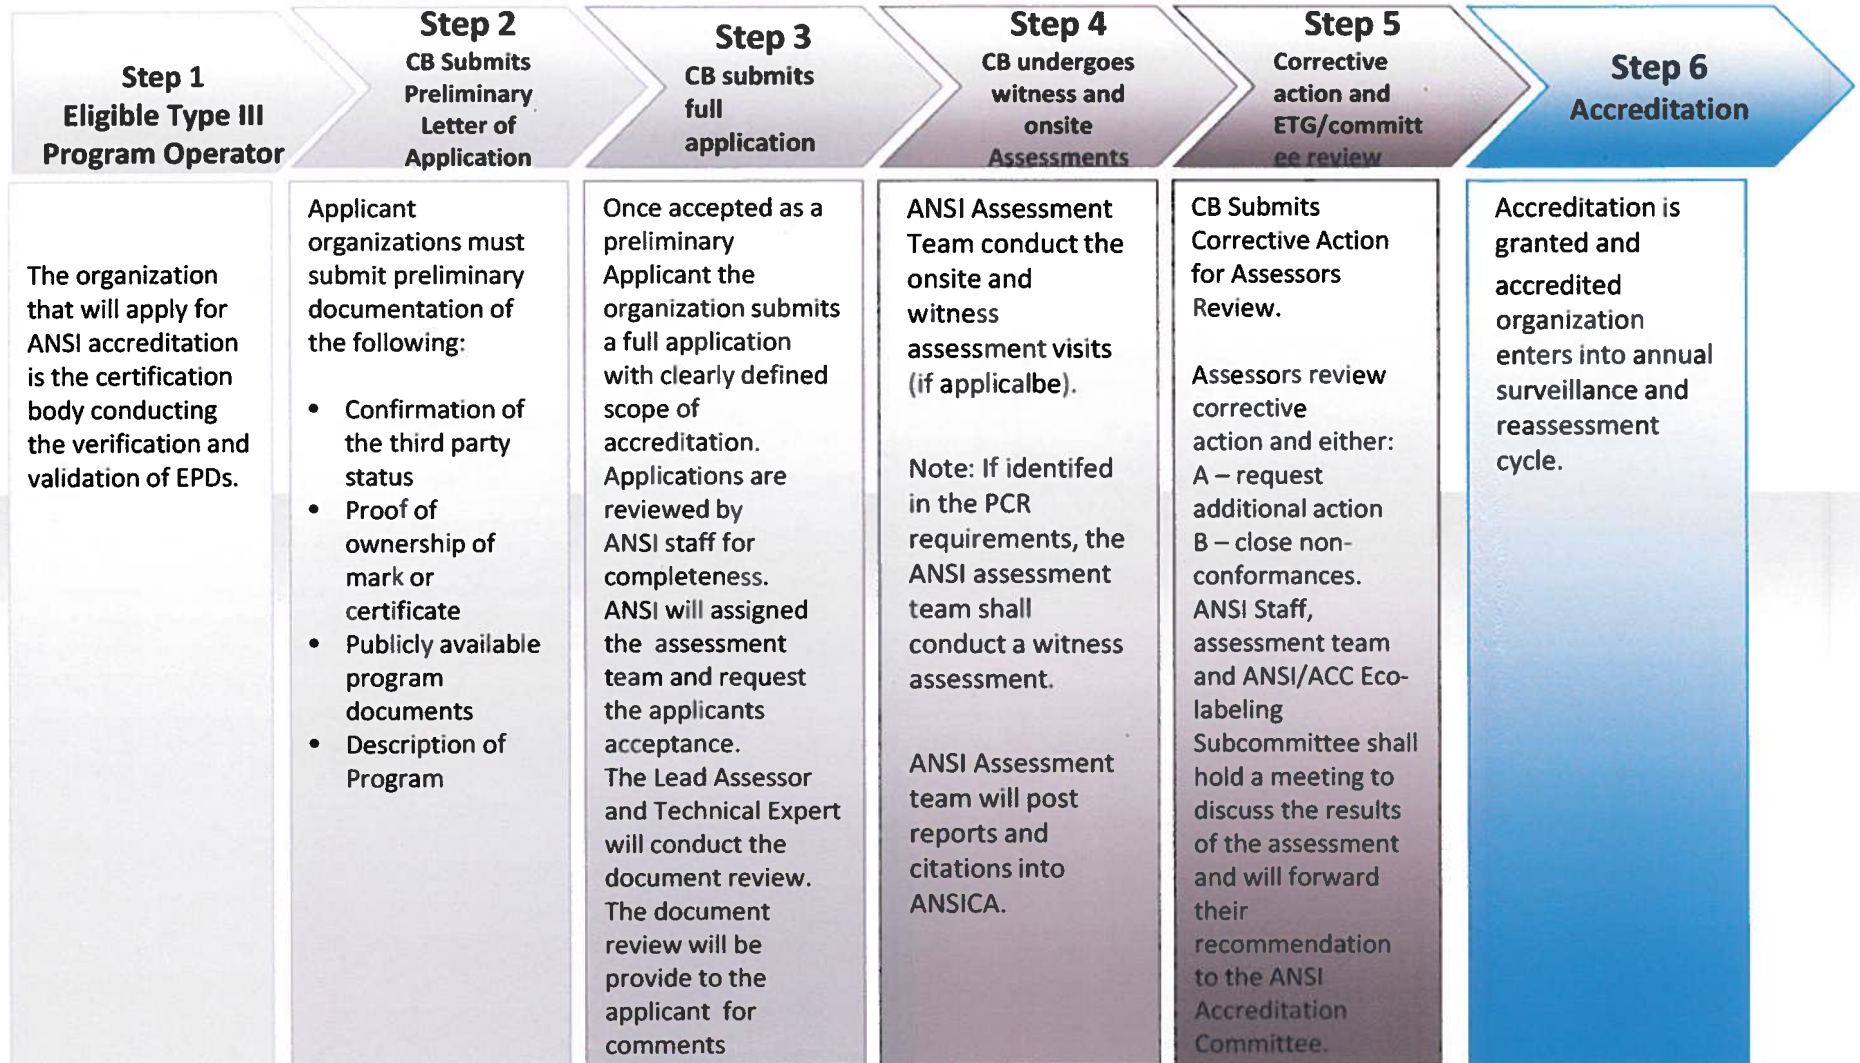 Step 1
Eligible Type III
Program Operator
Step 2
CB Submits
Preliminary
Letter of
Application
Step 3
CB submits
full
application
Step 4
CB undergoes
witness and
onsite
Assessments
Step 5
Corrective
action and
ETG/committ
ee review
Step 6
Accreditation
The organization
that will apply for
ANSI accreditation
is the certification
body conducting
the verification and
validation of EPDs.
Applicant
organizations must
submit preliminary
documentation of
the following:
• Confirmation of
the third party
status
• Proof of
ownership of
mark or
certificate
• Publicly available
program
documents
• Description of
Program
Once accepted as a
preliminary
Applicant the
organization submits
a full application
with clearly defined
scope of
accreditation.
Applications are
reviewed by
ANSI staff for
completeness.
ANSI will assigned
the assessment
team and request
the applicants
acceptance.
The Lead Assessor
and Technical Expert
will conduct the
document review.
The document
review will be
provide to the
applicant for
comments
ANSI Assessment
Team conduct the
onsite and
witness
assessment visits
(if applicalbe).
Note: If identifed
in the PCR
requirements, the
ANSI assessment
team shall
conduct a witness
assessment.
ANSI Assessment
team will post
reports and
citations into
ANSICA.
CB Submits
Corrective Action
for Assessors
Review.
Assessors review
corrective
action and either:
A – request
additional action
B – close non-
conformances.
ANSI Staff,
assessment team
and ANSI/ACC Eco-
labeling
Subcommittee shall
hold a meeting to
discuss the results
of the assessment
and will forward
their
recommendation
to the ANSI
Accreditation
Committee.
Accreditation is
granted and
accredited
organization
enters into annual
surveillance and
reassessment
cycle.